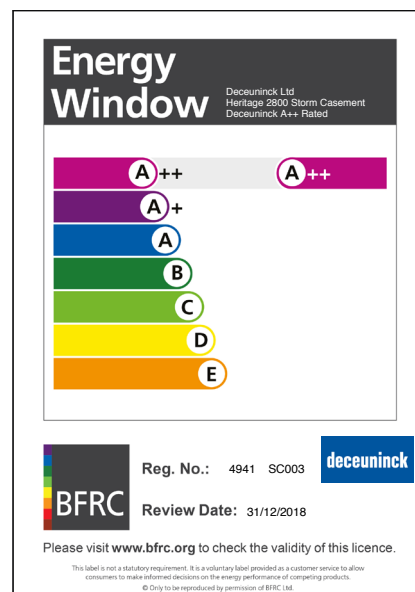 Energy
Window
Deceuninck Ltd
Heritage 2800 Storm Casement
Deceuninck A++ Rated
A++ A++
A+
A
B
C
D
E
BFRC
Reg. No.: 4941 SC003
deceuninck
Review Date: 31/12/2018
Please visit www.bfrc.org to check the validity of this licence.
This label is not a statutory requirement. It is a voluntary label provided as a customer service to allow
consumers to make informed decisions on the energy performance of competing products.
© Only to be reproduced by permission of BFRC Ltd.